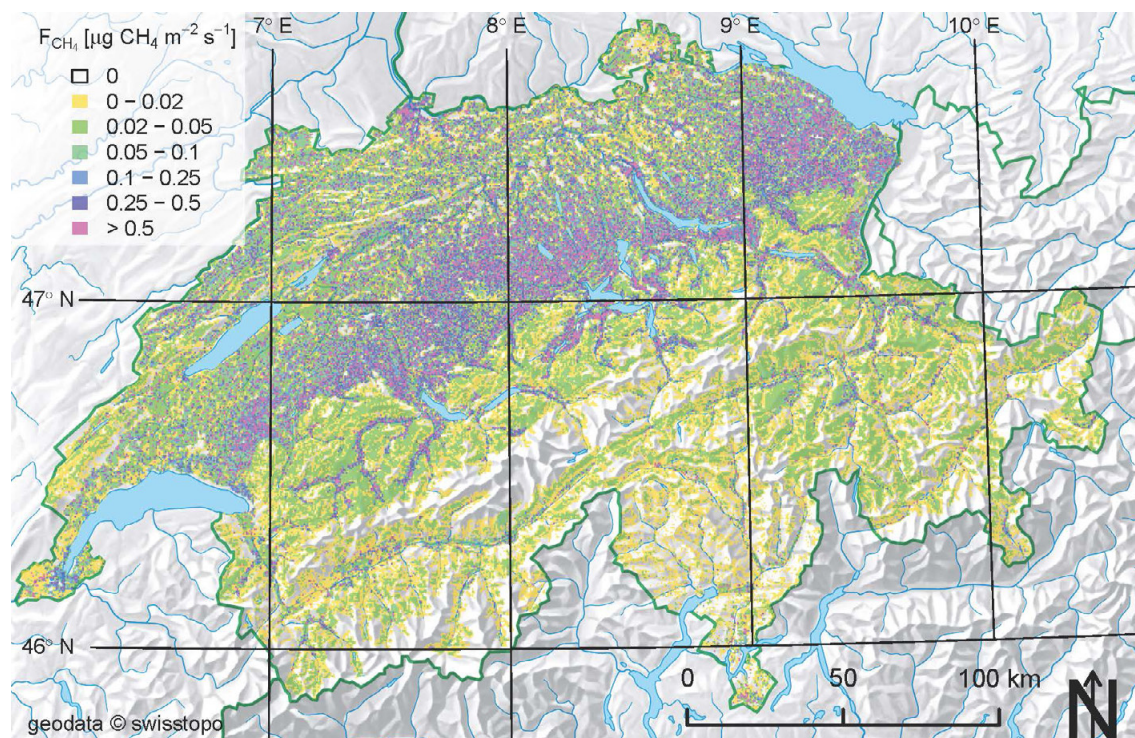 F_CH₄ [µg CH₄ m⁻² s⁻¹]
7° E
8° E
9° E
10° E
0
0 – 0.02
0.02 – 0.05
0.05 – 0.1
0.1 – 0.25
0.25 – 0.5
> 0.5
47° N
46° N
0 50 100 km
geodata © swisstopo
N